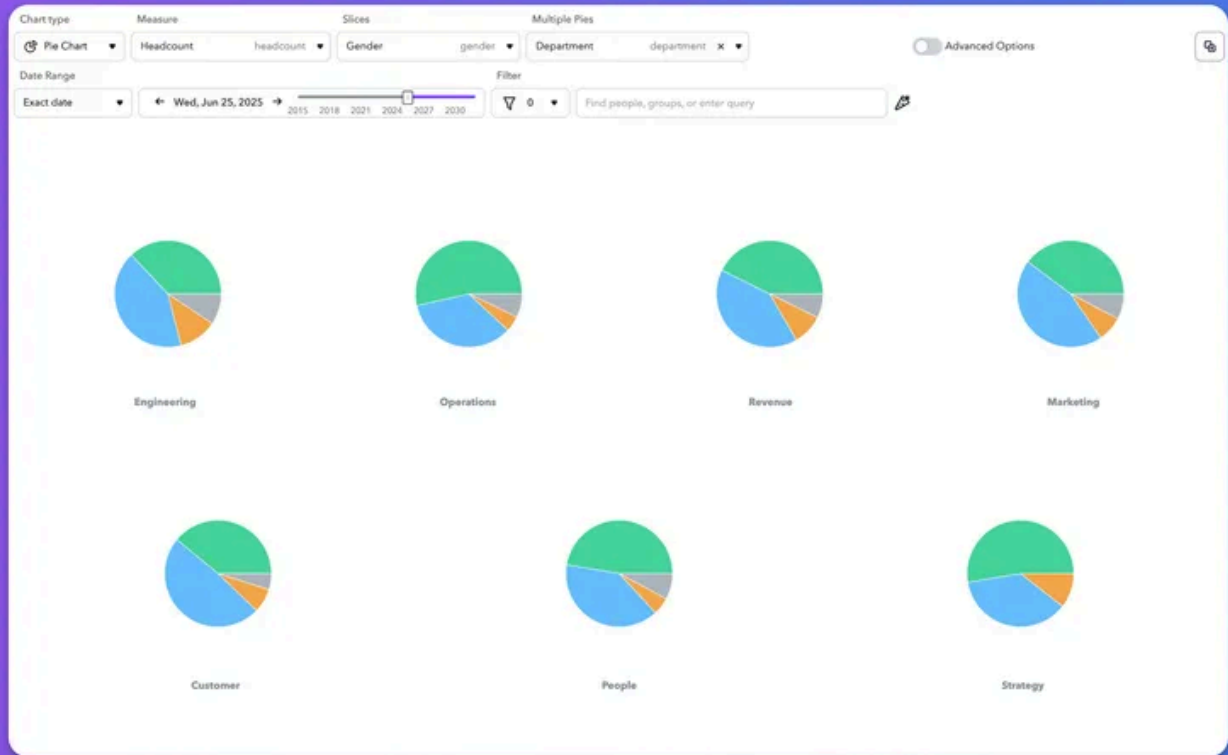 Chart type Measure Slices Multiple Pies
Pie Chart Headcount headcount Gender gender Department department Advanced Options
Date Range Filter
Exact date Wed, Jun 25, 2025 0 Find people, groups, or enter query
2015 2018 2021 2024 2027 2030
Engineering Operations Revenue Marketing
Customer People Strategy